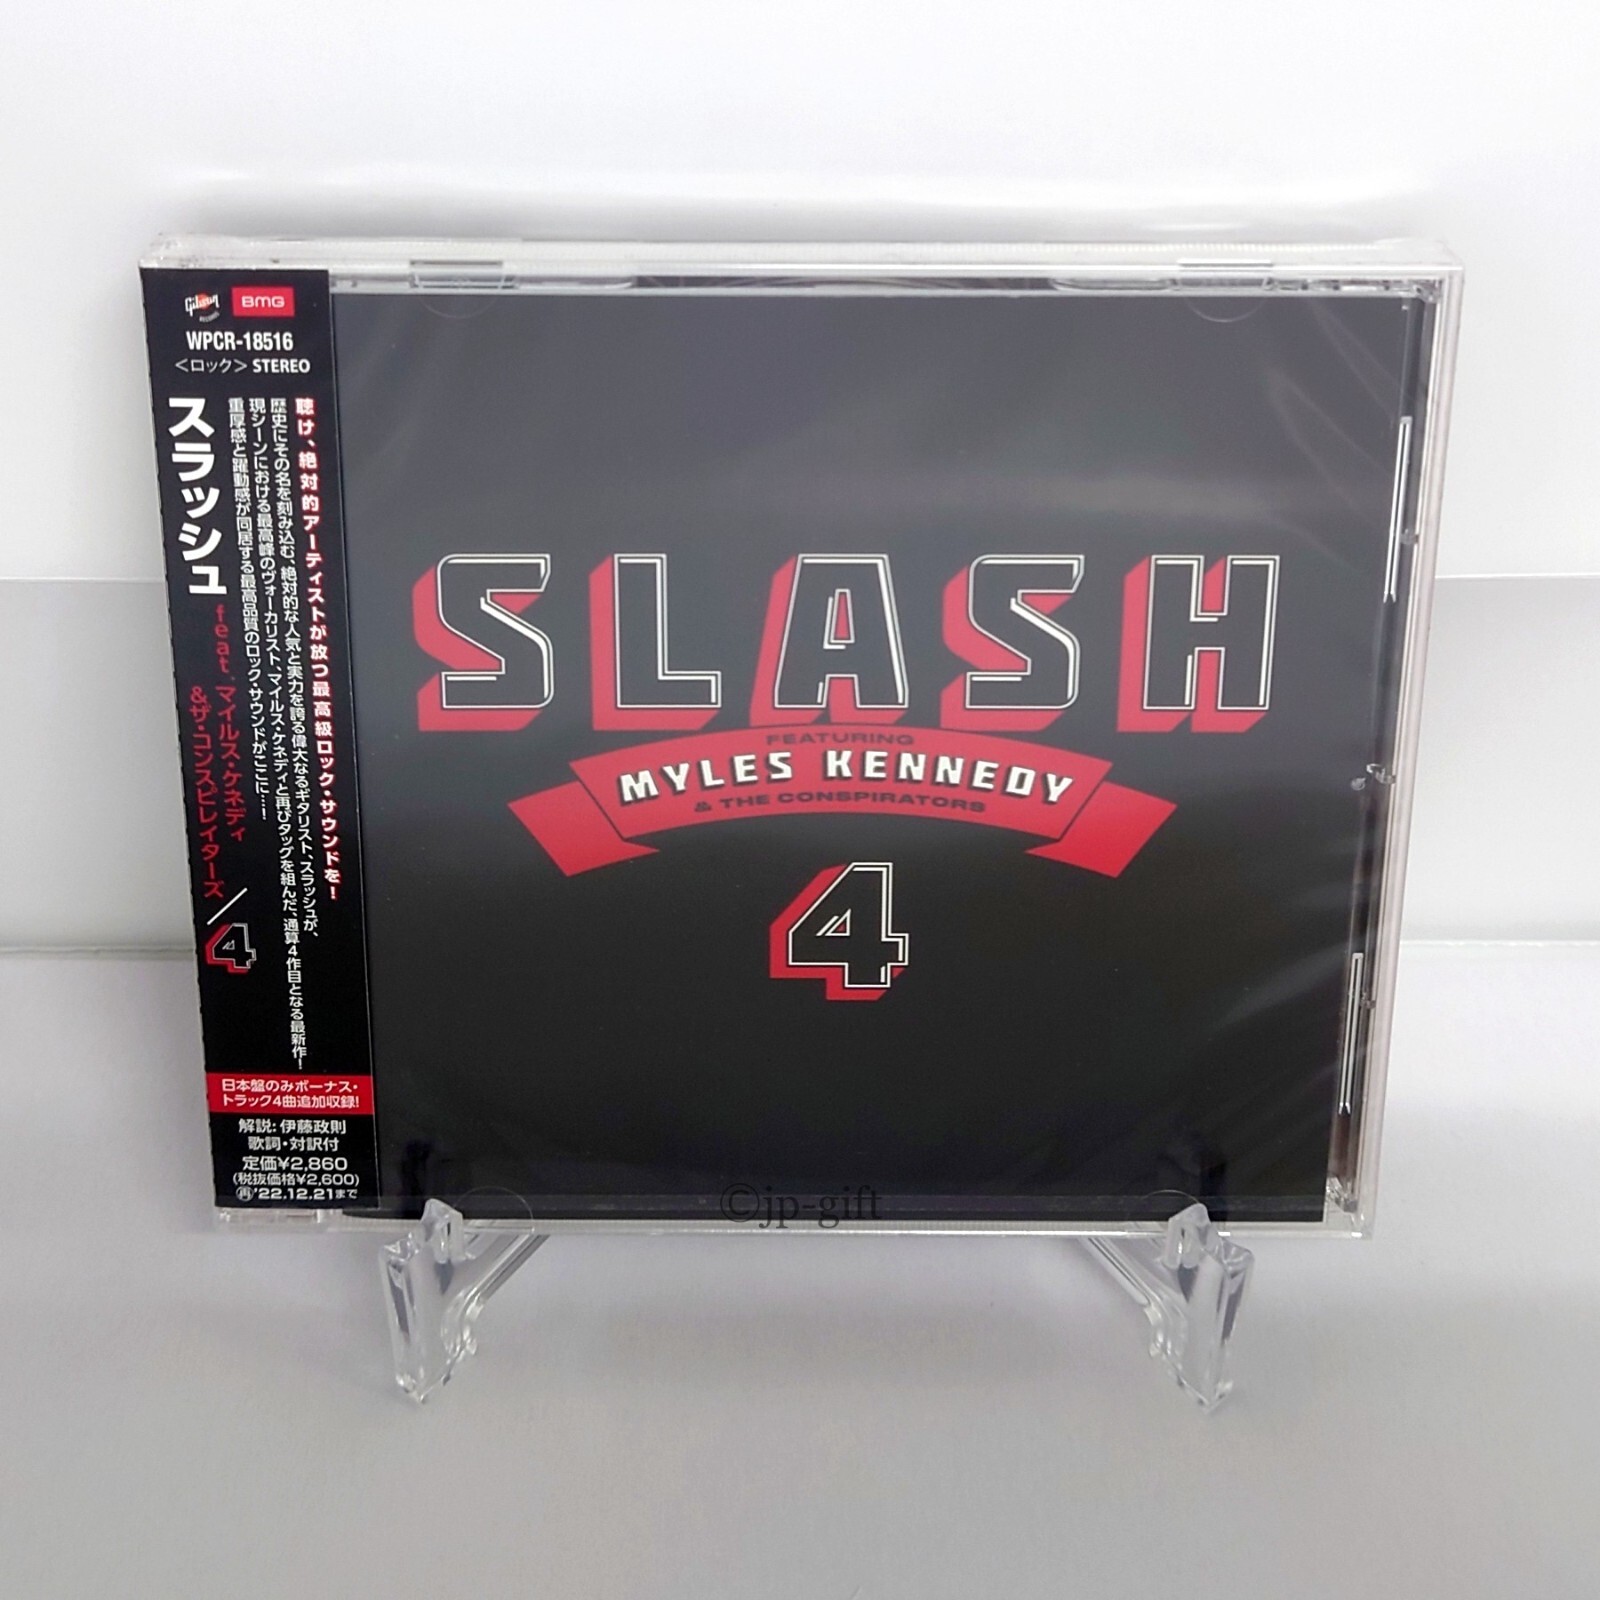 Gibson
RECORDS
BMG
WPCR-18516
<ロック> STEREO
聴け、絶対的アーティストが放つ最高級ロック・サウンドを!
歴史にその名を刻み込む、絶対的な人気と実力を誇る偉大なるギタリスト、スラッシュが、
現シーンにおける最高峰のヴォーカリスト、マイルス・ケネディと再びタッグを組んだ、通算4作目となる最新作!
重厚感と躍動感が同居する最高品質のロック・サウンドがここに…!
スラッシュ feat. マイルス・ケネディ
&ザ・コンスピレイターズ/4
日本盤のみボーナス・
トラック4曲追加収録!
解説: 伊藤政則
歌詞・対訳付
定価¥2,860
(税抜価格¥2,600)
再 '22.12.21まで
SLASH
FEATURING
MYLES KENNEDY
& THE CONSPIRATORS
4
©jp-gift